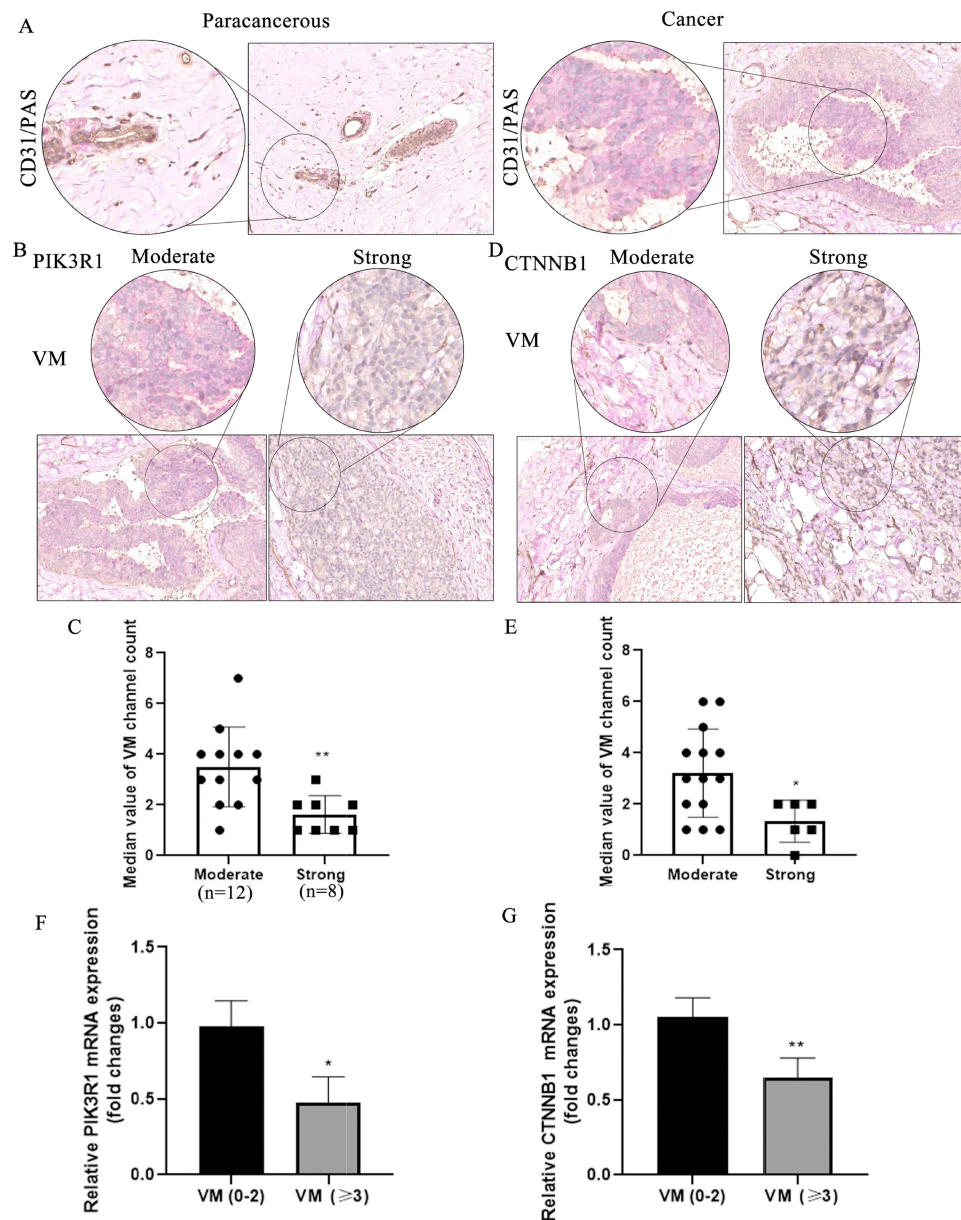 A
Paracancerous
Cancer
CD31/PAS
CD31/PAS
B
PIK3R1
Moderate
Strong
VM
D
CTNNB1
Moderate
Strong
VM
C
Median value of VM channel count
8
6
4
2
0
**
Moderate
(n=12)
Strong
(n=8)
E
Median value of VM channel count
8
6
4
2
0
*
Moderate
Strong
F
Relative PIK3R1 mRNA expression
(fold changes)
1.5
1.0
0.5
0.0
*
VM (0-2)
VM (≥3)
G
Relative CTNNB1 mRNA expression
(fold changes)
1.5
1.0
0.5
0.0
**
VM (0-2)
VM (≥3)